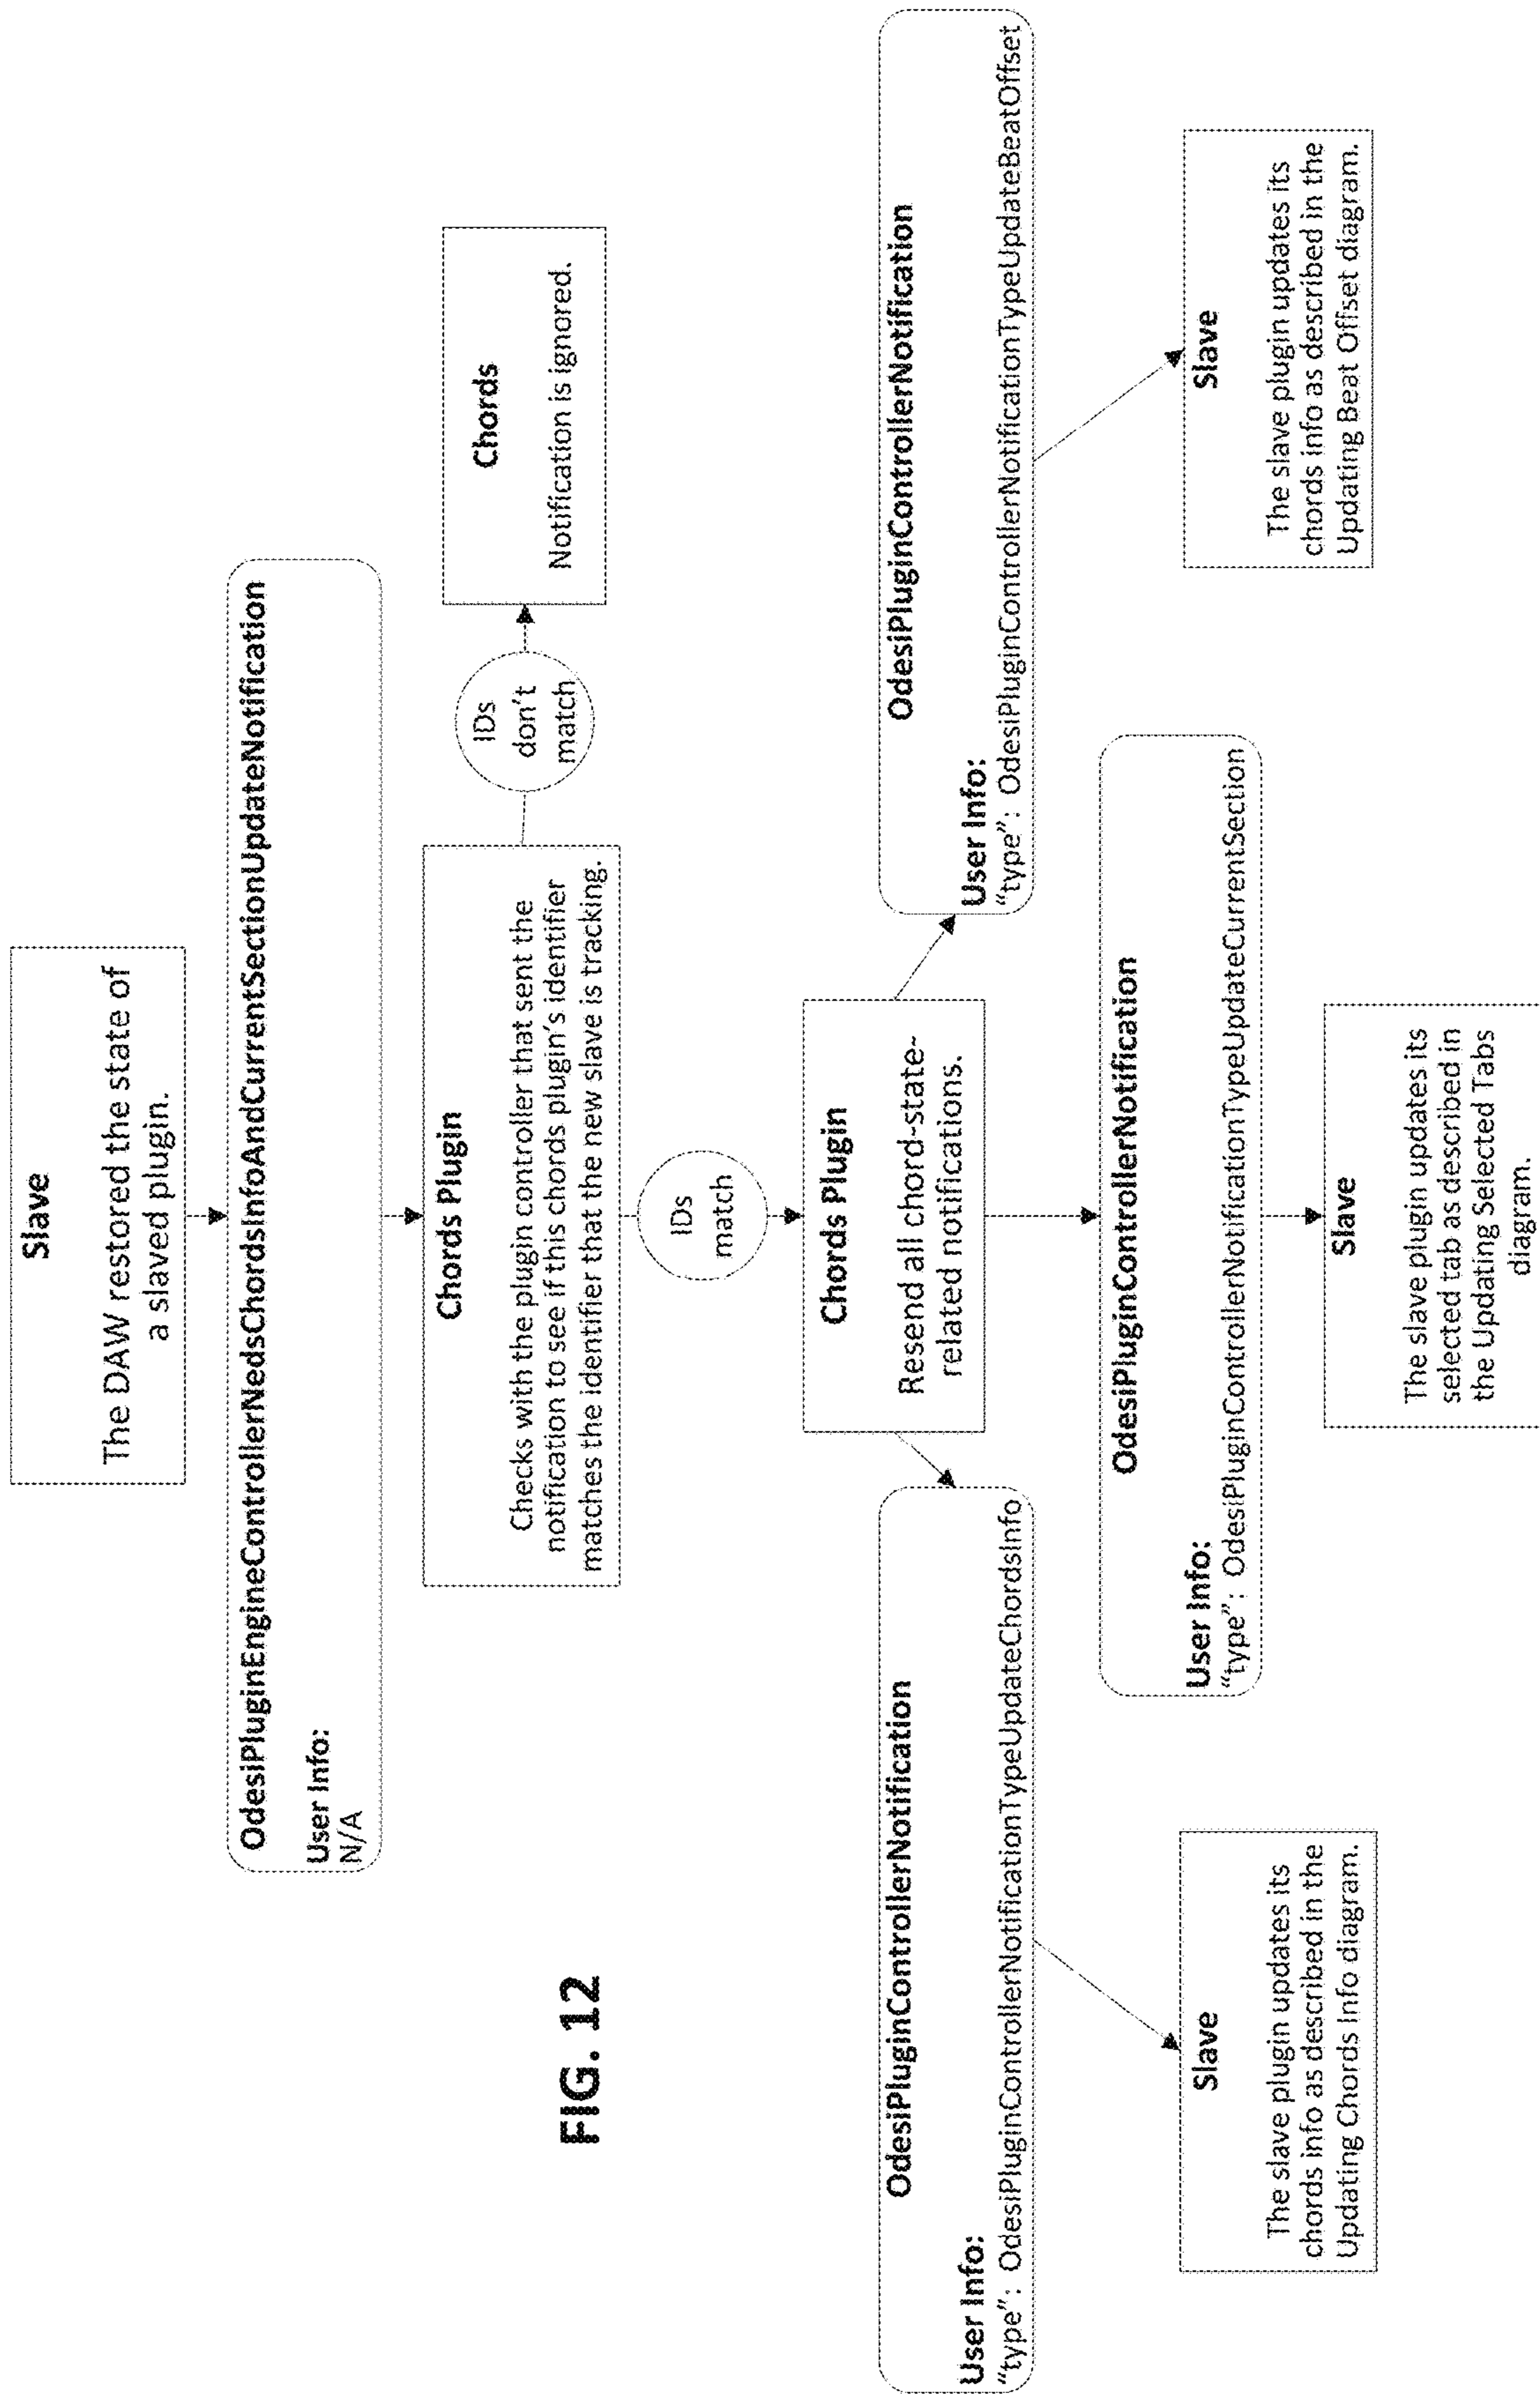 Slave
The DAW restored the state of
a slaved plugin.
OdesiPluginEngineControllerNedsChordsInfoAndCurrentSectionUpdateNotification
User Info:
N/A
Chords Plugin
Checks with the plugin controller that sent the
notification to see if this chords plugin's identifier
matches the identifier that the new slave is tracking.
IDs
don't
match
Chords
Notification is ignored.
IDs
match
FIG. 12
Chords Plugin
Resend all chord-state-
related notifications.
OdesiPluginControllerNotification
User Info:
“type”: OdesiPluginControllerNotificationTypeUpdateChordsInfo
OdesiPluginControllerNotification
User Info:
“type”: OdesiPluginControllerNotificationTypeUpdateCurrentSection
OdesiPluginControllerNotification
User Info:
“type”: OdesiPluginControllerNotificationTypeUpdateBeatOffset
Slave
The slave plugin updates its
chords info as described in the
Updating Chords Info diagram.
Slave
The slave plugin updates its
selected tab as described in
the Updating Selected Tabs
diagram.
Slave
The slave plugin updates its
chords info as described in the
Updating Beat Offset diagram.